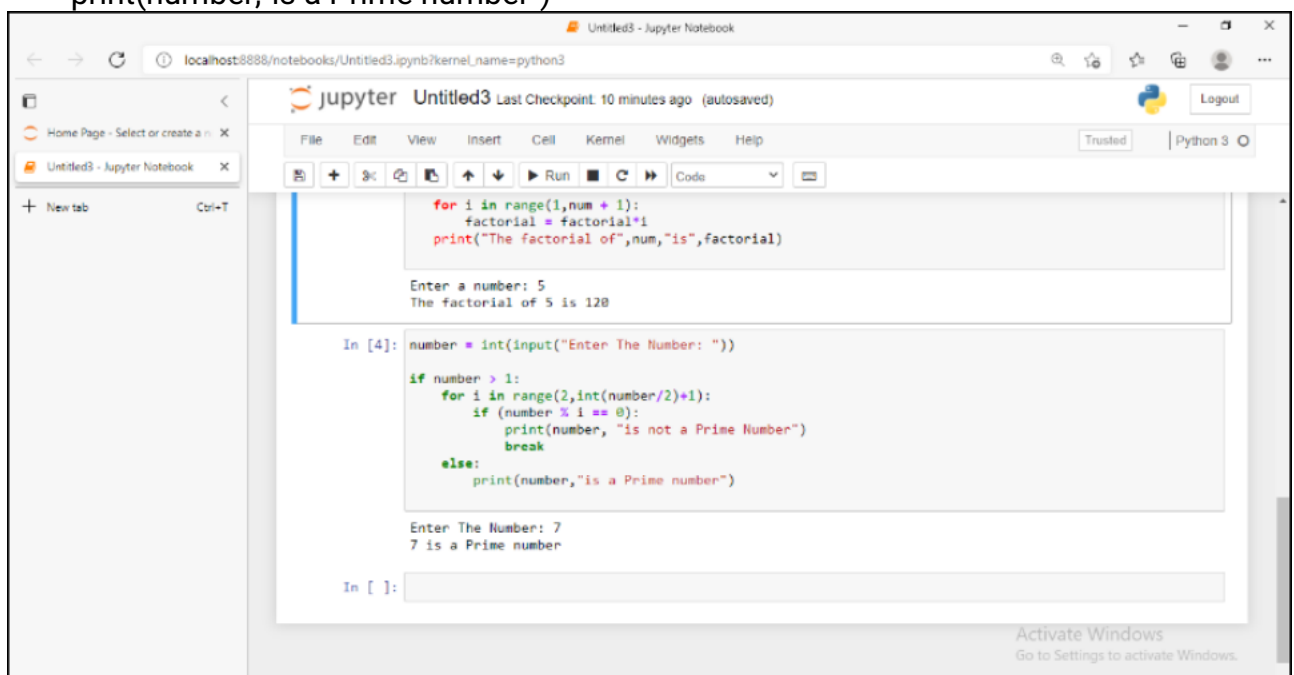 print(number, is a Prime number )
Untitled3 - Jupyter Notebook
localhost:8888/notebooks/Untitled3.ipynb?kernel_name=python3
Home Page - Select or create a n
Untitled3 - Jupyter Notebook
New tab Ctrl+T
jupyter Untitled3 Last Checkpoint: 10 minutes ago (autosaved)
Logout
File Edit View Insert Cell Kernel Widgets Help
Trusted
Python 3
Run Code
for i in range(1,num + 1):
factorial = factorial*i
print("The factorial of",num,"is",factorial)
Enter a number: 5
The factorial of 5 is 120
In [4]: number = int(input("Enter The Number: "))
if number > 1:
for i in range(2,int(number/2)+1):
if (number % i == 0):
print(number, "is not a Prime Number")
break
else:
print(number,"is a Prime number")
Enter The Number: 7
7 is a Prime number
In [ ]:
Activate Windows
Go to Settings to activate Windows.